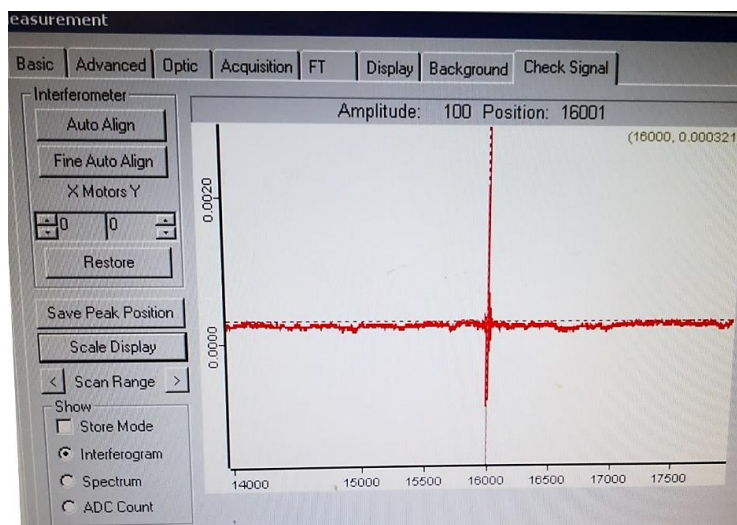 easurement
Basic Advanced Optic Acquisition FT Display Background Check Signal
Interferometer
Auto Align
Fine Auto Align
X Motors Y
0 0
Restore
Save Peak Position
Scale Display
< Scan Range >
Show
Store Mode
Interferogram
Spectrum
ADC Count
Amplitude: 100 Position: 16001
(16000, 0.000321
0.0020
0.0000
14000 15000 15500 16000 16500 17000 17500